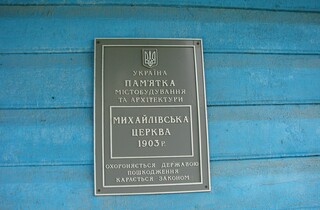 УКРАЇНА
ПАМ'ЯТКА
МІСТОБУДУВАННЯ
ТА АРХІТЕКТУРИ
МИХАЙЛІВСЬКА
ЦЕРКВА
1903 р.
ОХОРОНЯЄТЬСЯ ДЕРЖАВОЮ
ПОШКОДЖЕННЯ
КАРАЄТЬСЯ ЗАКОНОМ